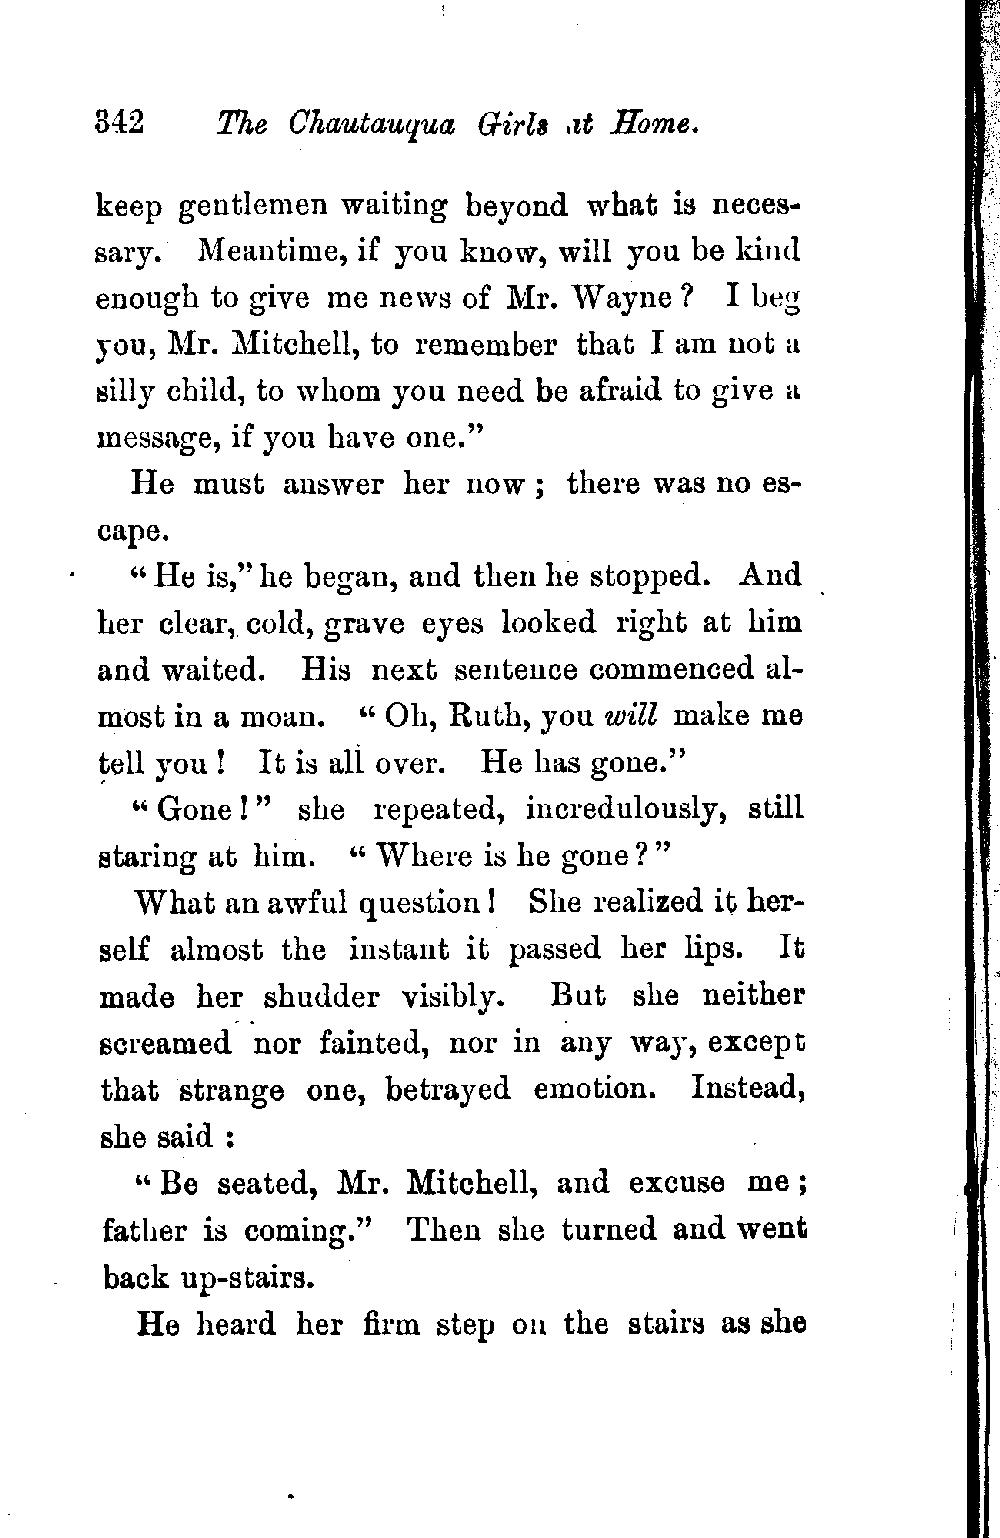 342 The Chautauqua Girls at Home.
keep gentlemen waiting beyond what is neces-
sary. Meantime, if you know, will you be kind
enough to give me news of Mr. Wayne? I beg
you, Mr. Mitchell, to remember that I am not a
silly child, to whom you need be afraid to give a
message, if you have one."
He must answer her now; there was no es-
cape.
"He is," he began, and then he stopped. And
her clear, cold, grave eyes looked right at him
and waited. His next sentence commenced al-
most in a moan. "Oh, Ruth, you will make me
tell you! It is all over. He has gone."
"Gone!" she repeated, incredulously, still
staring at him. "Where is he gone?"
What an awful question! She realized it her-
self almost the instant it passed her lips. It
made her shudder visibly. But she neither
screamed nor fainted, nor in any way, except
that strange one, betrayed emotion. Instead,
she said:
"Be seated, Mr. Mitchell, and excuse me;
father is coming." Then she turned and went
back up-stairs.
He heard her firm step on the stairs as she